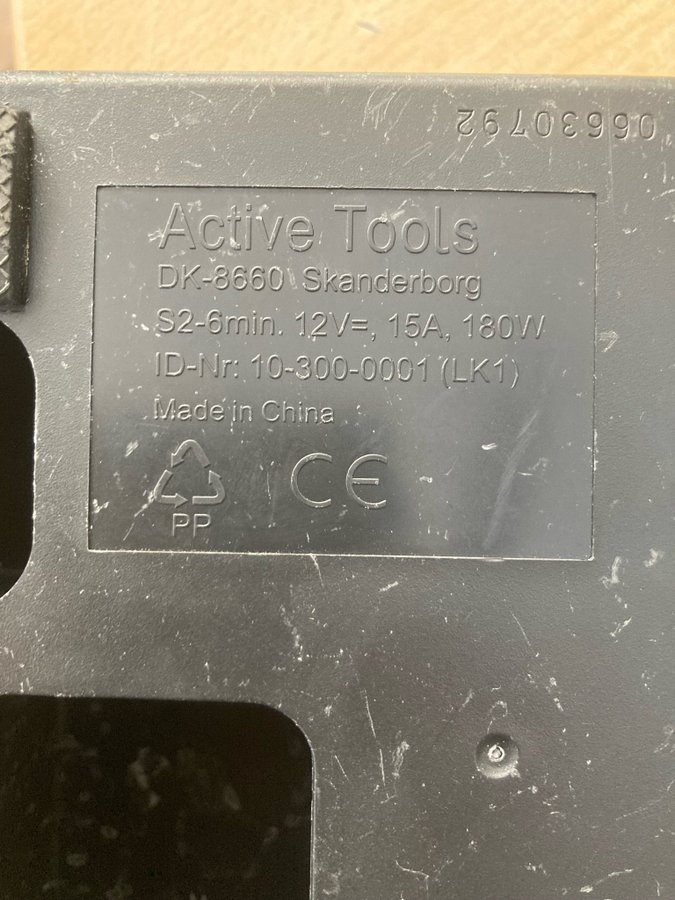 06630792
Active Tools
DK-8660 Skanderborg
S2-6min. 12V=, 15A, 180W
ID-Nr: 10-300-0001 (LK1)
Made in China
PP
CE